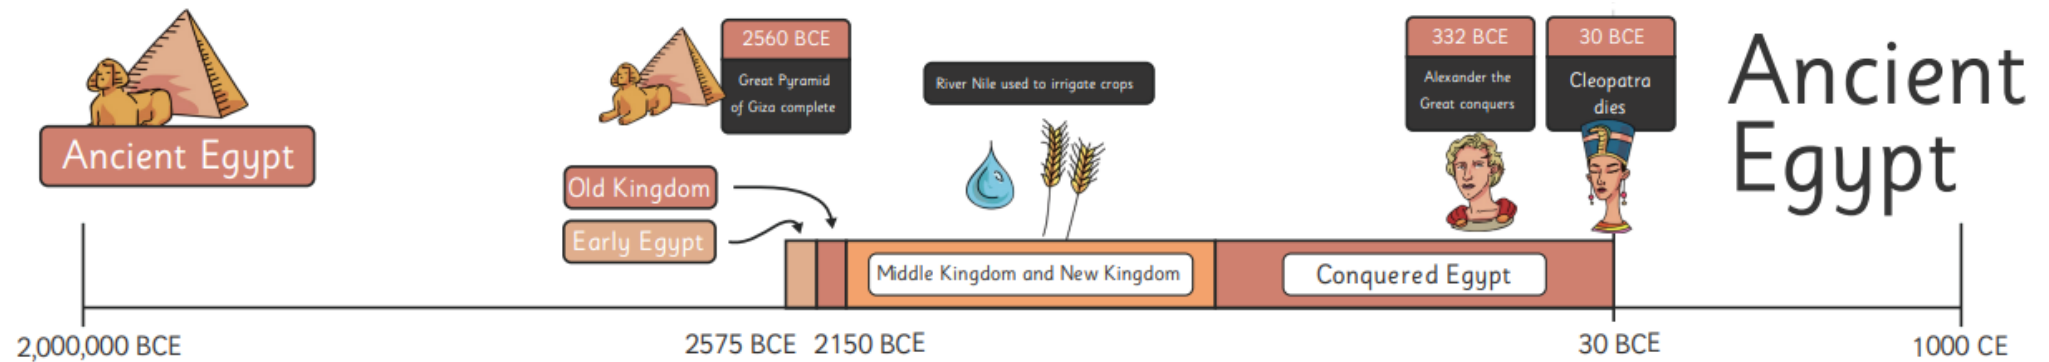 Ancient Egypt
2560 BCE
Great Pyramid
of Giza complete
River Nile used to irrigate crops
332 BCE
Alexander the
Great conquers
30 BCE
Cleopatra
dies
Ancient
Egypt
Old Kingdom
Early Egypt
Middle Kingdom and New Kingdom
Conquered Egypt
2,000,000 BCE
2575 BCE
2150 BCE
30 BCE
1000 CE